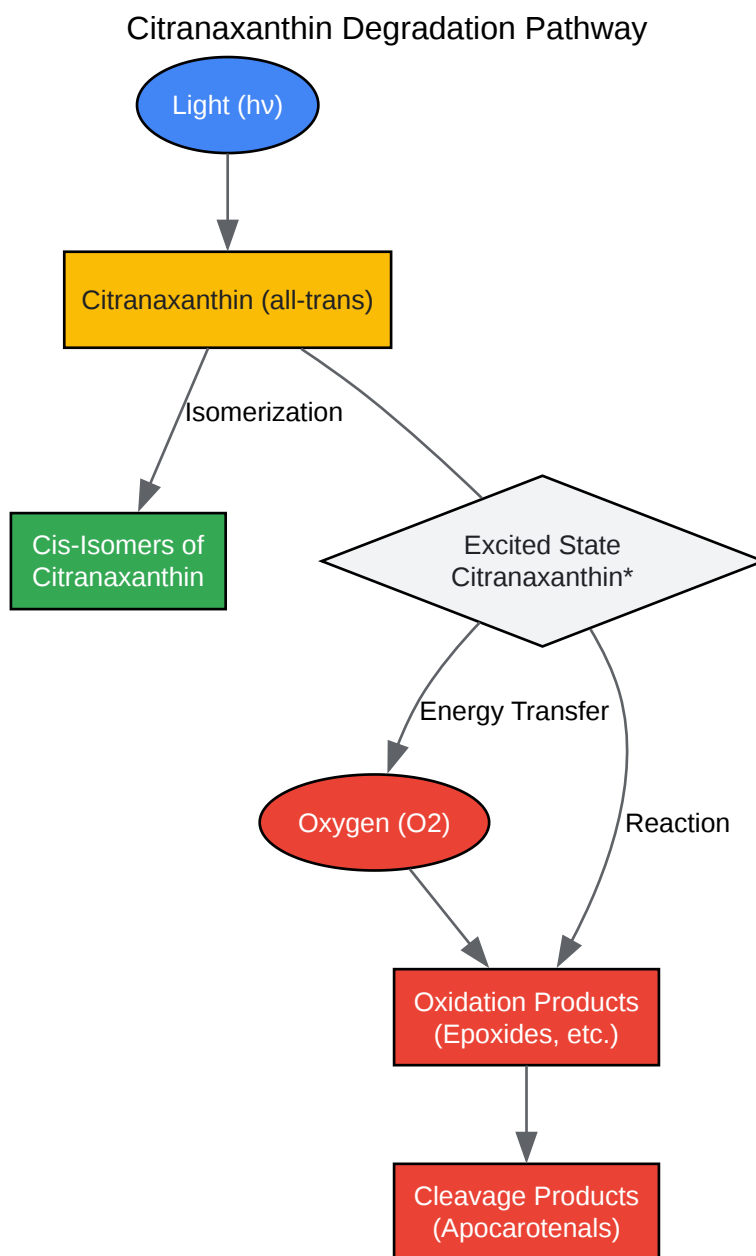 Citranaxanthin Degradation Pathway
Light (hν)
Citranaxanthin (all-trans)
Isomerization
Cis-Isomers of
Citranaxanthin
Excited State
Citranaxanthin*
Energy Transfer
Oxygen (O2)
Reaction
Oxidation Products
(Epoxides, etc.)
Cleavage Products
(Apocarotenals)